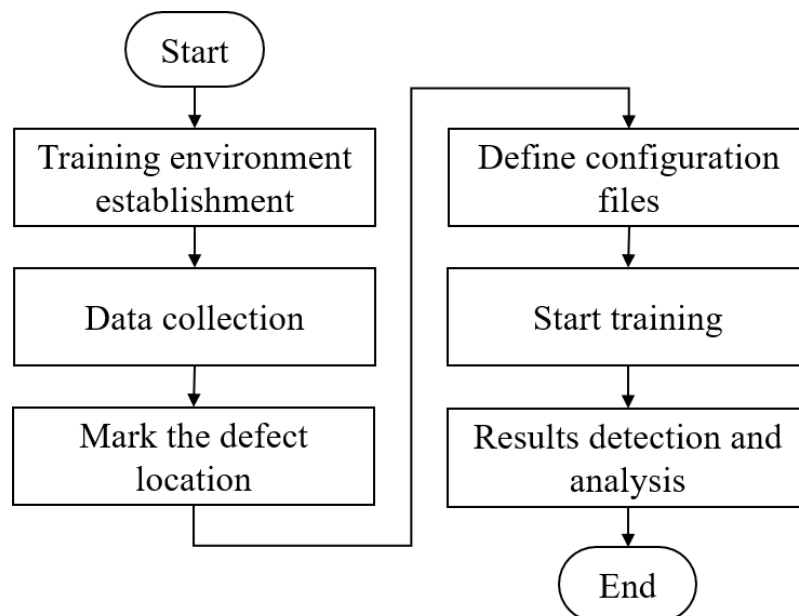 Start
Training environment
establishment
Data collection
Mark the defect
location
Define configuration
files
Start training
Results detection and
analysis
End